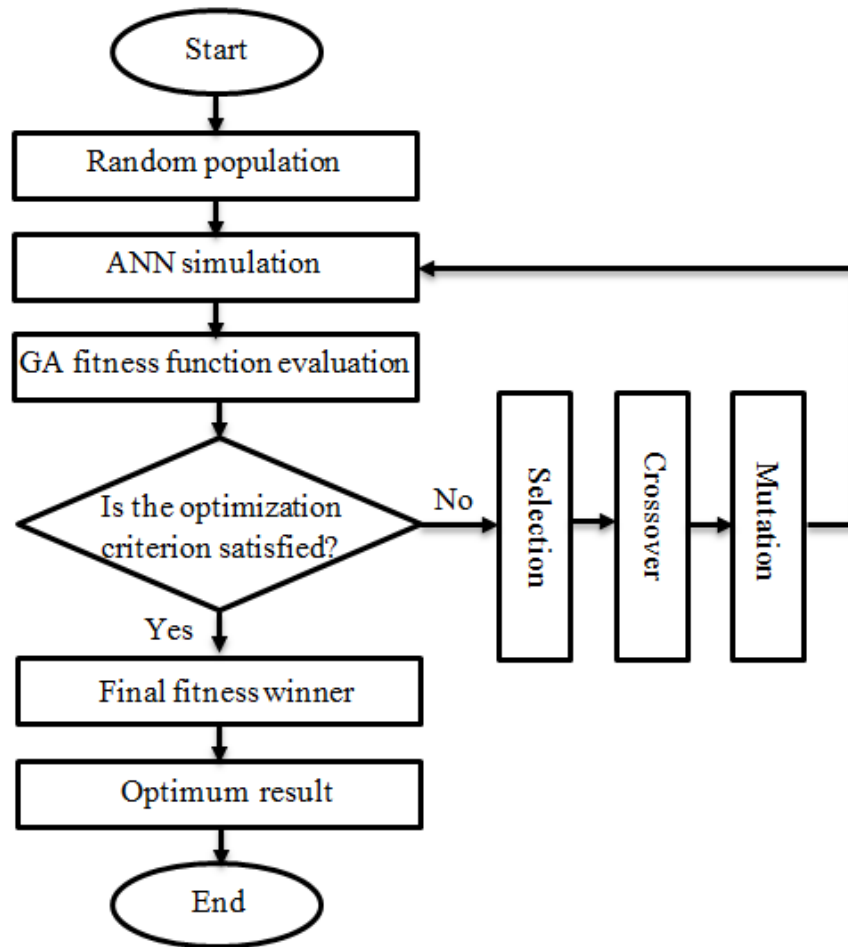 Start
Random population
ANN simulation
GA fitness function evaluation
Is the optimization
criterion satisfied?
No
Selection
Crossover
Mutation
Yes
Final fitness winner
Optimum result
End